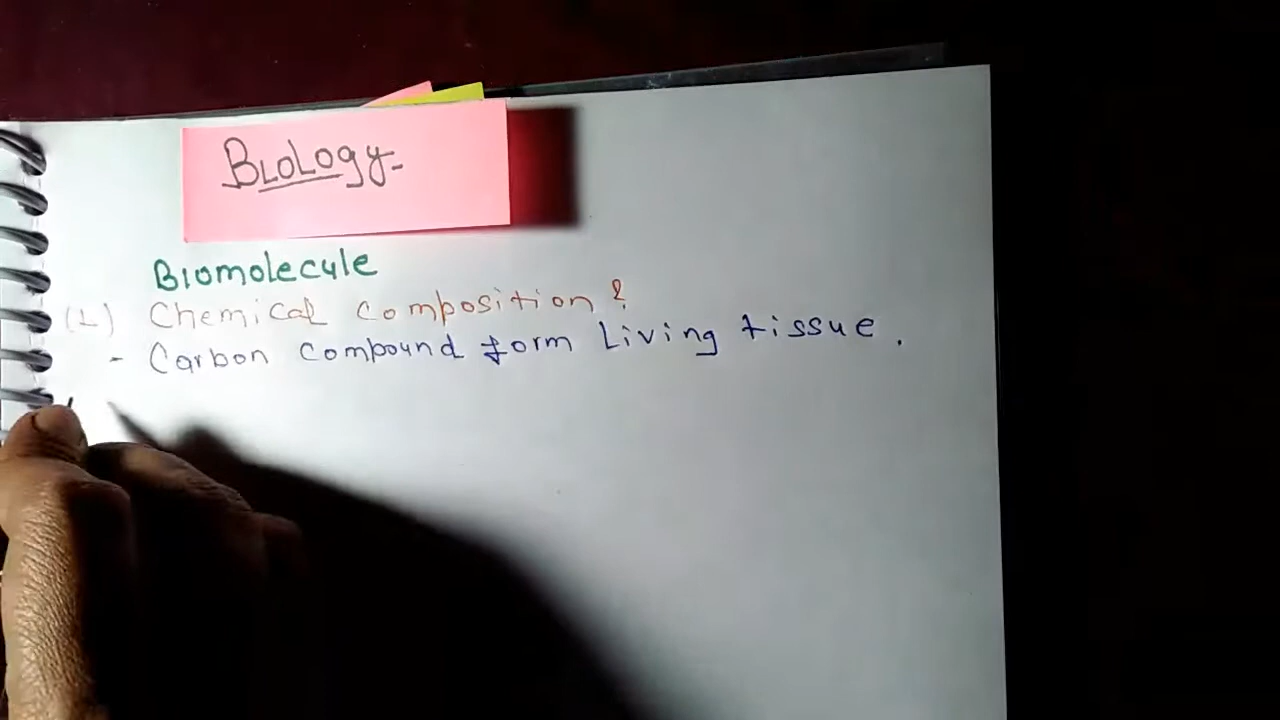 Biology-
Biomolecule
(1) Chemical composition?
- Carbon compound form Living tissue.